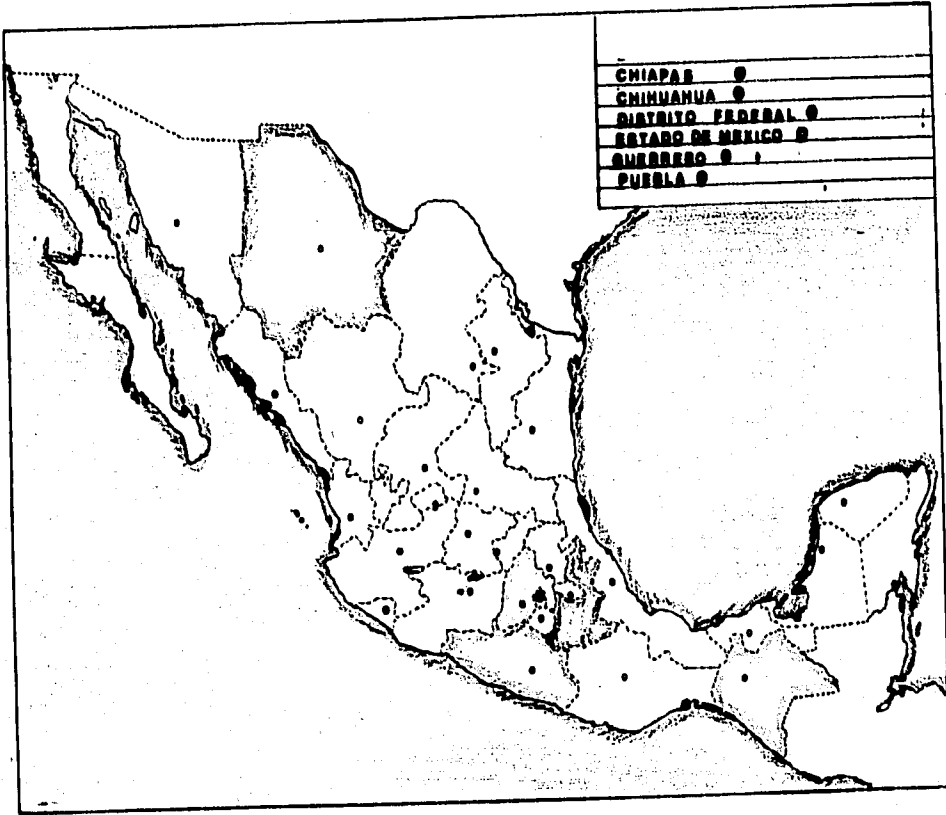 CHIAPAS
CHIHUAHUA
DISTRITO FEDERAL
ESTADO DE MEXICO
GUERRERO
PUEBLA